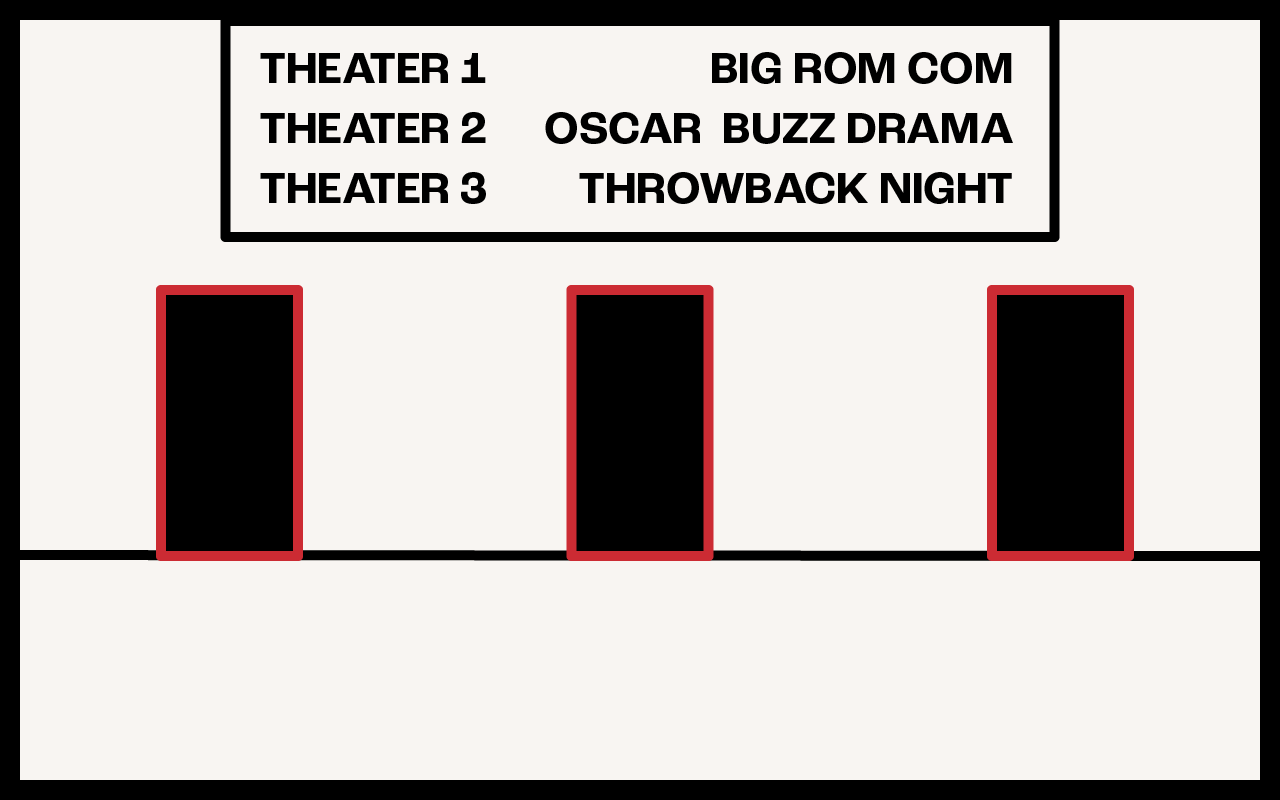 THEATER 1 BIG ROM COM
THEATER 2 OSCAR BUZZ DRAMA
THEATER 3 THROWBACK NIGHT